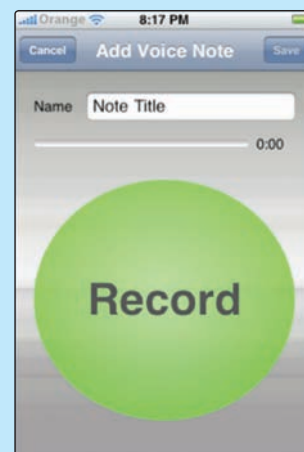 Orange 8:17 PM
Cancel Add Voice Note Save
Name Note Title
0:00
Record